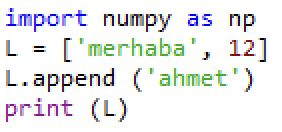 import numpy as np
L = ['merhaba', 12]
L.append ('ahmet')
print (L)